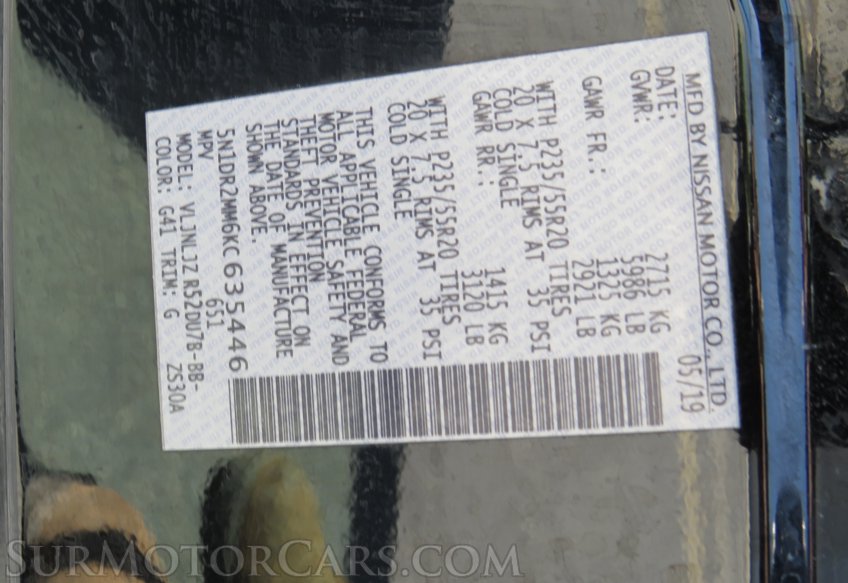 MFD BY NISSAN MOTOR CO., LTD.
DATE: 05/19
GVWR: 2715 KG
5986 LB
GAWR FR.: 1325 KG
2921 LB
WITH P235/55R20 TIRES
20 X 7.5 RIMS AT 35 PSI
COLD SINGLE
GAWR RR.: 1415 KG
3120 LB
WITH P235/55R20 TIRES
20 X 7.5 RIMS AT 35 PSI
COLD SINGLE
THIS VEHICLE CONFORMS TO
ALL APPLICABLE FEDERAL
MOTOR VEHICLE SAFETY AND
THEFT PREVENTION
STANDARDS IN EFFECT ON
THE DATE OF MANUFACTURE
SHOWN ABOVE.
5N1DR2MM6KC635446
MPV 651
MODEL: VLJNLJZ R52DU7B-BB-
COLOR: G41 TRIM: G ZS30A
SURMOTORCARS.COM